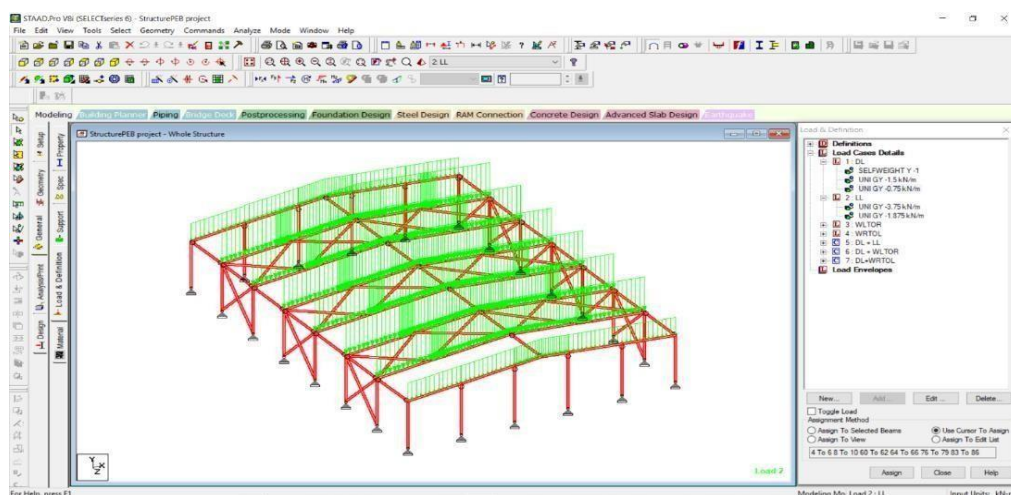 STAAD.Pro V8i (SELECTseries 6) - StructurePEB project
File Edit View Tools Select Geometry Commands Analyze Mode Window Help
2 LL
Modeling Building Planner Piping Bridge Deck Postprocessing Foundation Design Steel Design RAM Connection Concrete Design Advanced Slab Design Earthquake
Setup
Geometry
General
Analysis/Print
Design
Property
Spec
Support
Load & Definition
Material
StructurePEB project - Whole Structure
Y
X
Z
Load 2
Load & Definition
Definitions
Load Cases Details
1 : DL
SELFWEIGHT Y -1
UNI GY -1.5 kN/m
UNI GY -0.75 kN/m
2 : LL
UNI GY -3.75 kN/m
UNI GY -1.875 kN/m
3 : WLTOR
4 : WRTOL
5 : DL + LL
6 : DL + WLTOR
7 : DL+WRTOL
Load Envelopes
New... Add... Edit ... Delete...
Toggle Load
Assignment Method
Assign To Selected Beams Use Cursor To Assign
Assign To View Assign To Edit List
4 To 6 8 To 10 60 To 62 64 To 66 76 To 79 83 To 86
Assign Close Help
For Help, press F1 Modeling Mo Load 2 : LL Input Units: